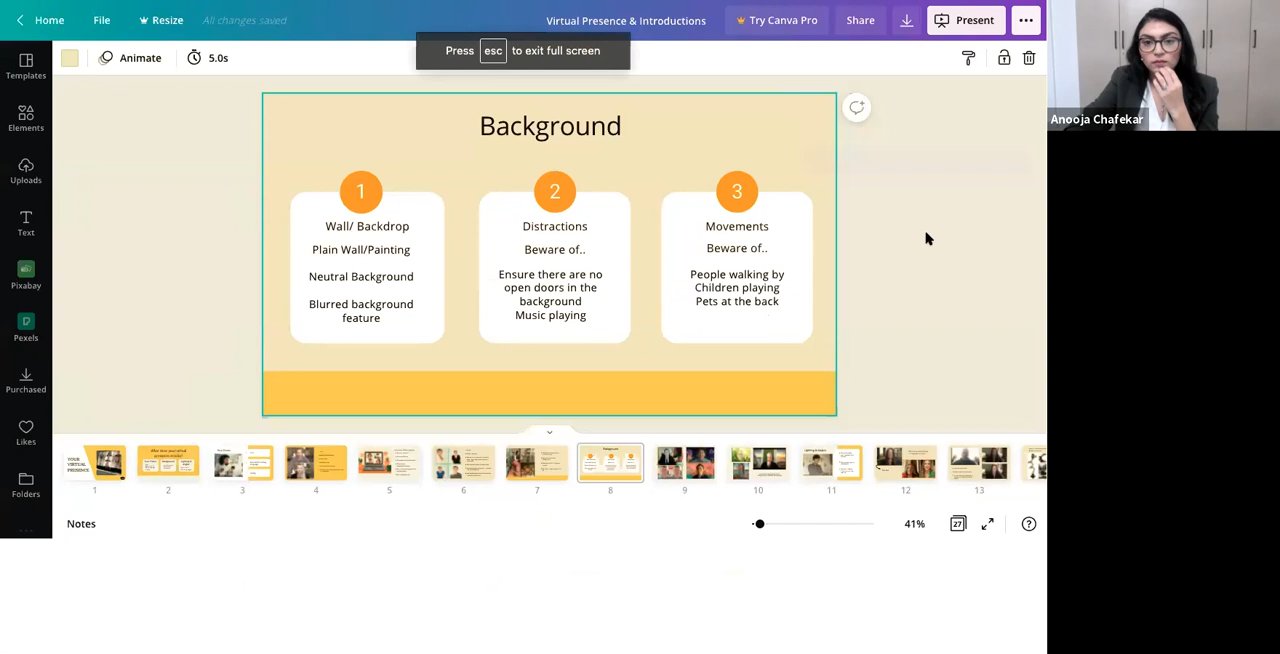 Home File Resize All changes saved Virtual Presence & Introductions Try Canva Pro Share Present
Press esc to exit full screen
Animate 5.0s
Templates
Elements
Uploads
Text
Pixabay
Pexels
Purchased
Likes
Folders
Background
1
Wall/ Backdrop
Plain Wall/Painting
Neutral Background
Blurred background
feature
2
Distractions
Beware of..
Ensure there are no
open doors in the
background
Music playing
3
Movements
Beware of..
People walking by
Children playing
Pets at the back
Anooja Chafekar
YOUR
VIRTUAL
PRESENCE
1 2 3 4 5 6 7 8 9 10 11 12 13
Notes 41% 27